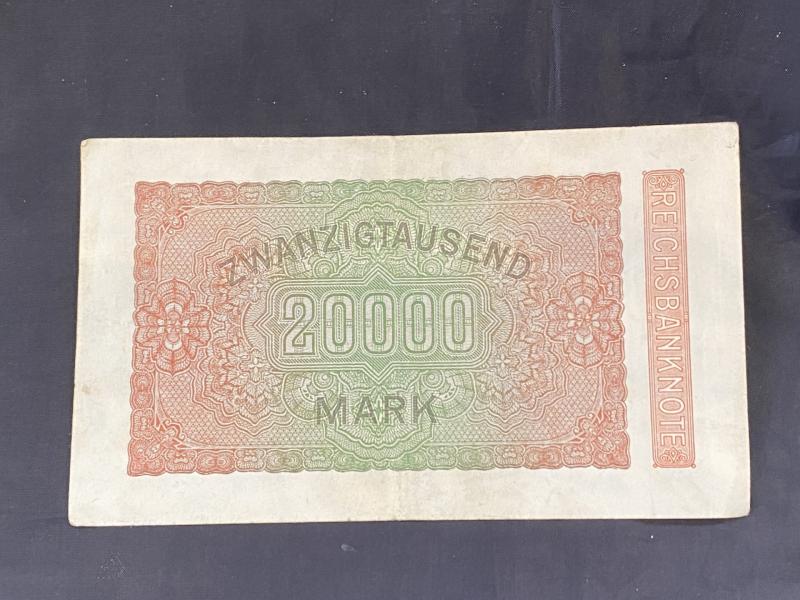 ZWANZIGTAUSEND
20000
MARK
REICHSBANKNOTE